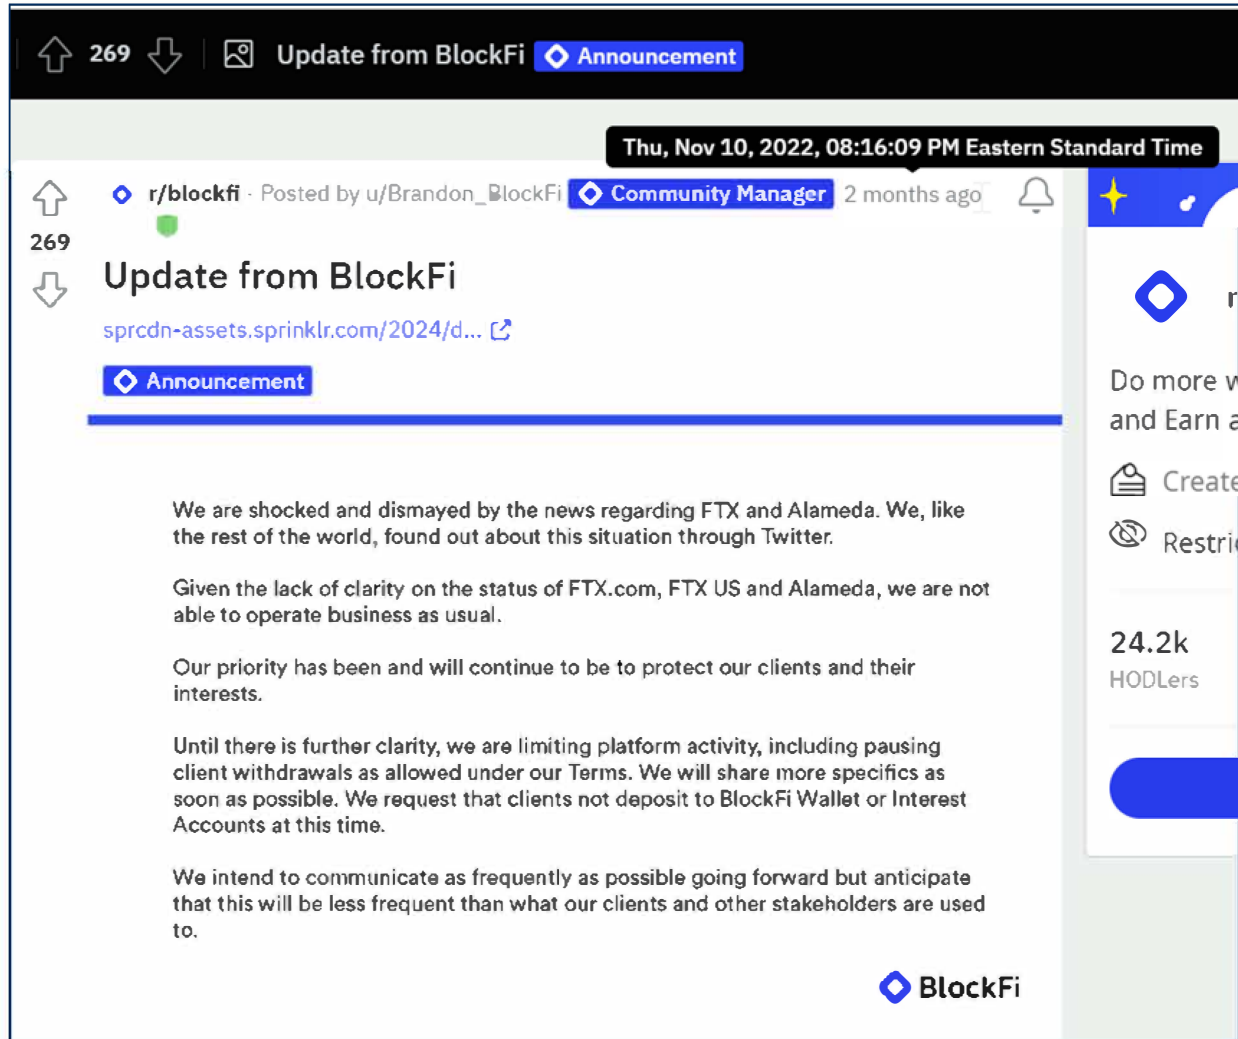 269 Update from BlockFi Announcement
Thu, Nov 10, 2022, 08:16:09 PM Eastern Standard Time
r/blockfi · Posted by u/Brandon_BlockFi Community Manager 2 months ago
269
Update from BlockFi
sprcdn-assets.sprinklr.com/2024/d...
Announcement
We are shocked and dismayed by the news regarding FTX and Alameda. We, like
the rest of the world, found out about this situation through Twitter.
Given the lack of clarity on the status of FTX.com, FTX US and Alameda, we are not
able to operate business as usual.
Our priority has been and will continue to be to protect our clients and their
interests.
Until there is further clarity, we are limiting platform activity, including pausing
client withdrawals as allowed under our Terms. We will share more specifics as
soon as possible. We request that clients not deposit to BlockFi Wallet or Interest
Accounts at this time.
We intend to communicate as frequently as possible going forward but anticipate
that this will be less frequent than what our clients and other stakeholders are used
to.
BlockFi
Do more
and Earn
Create
24.2k
HODLers